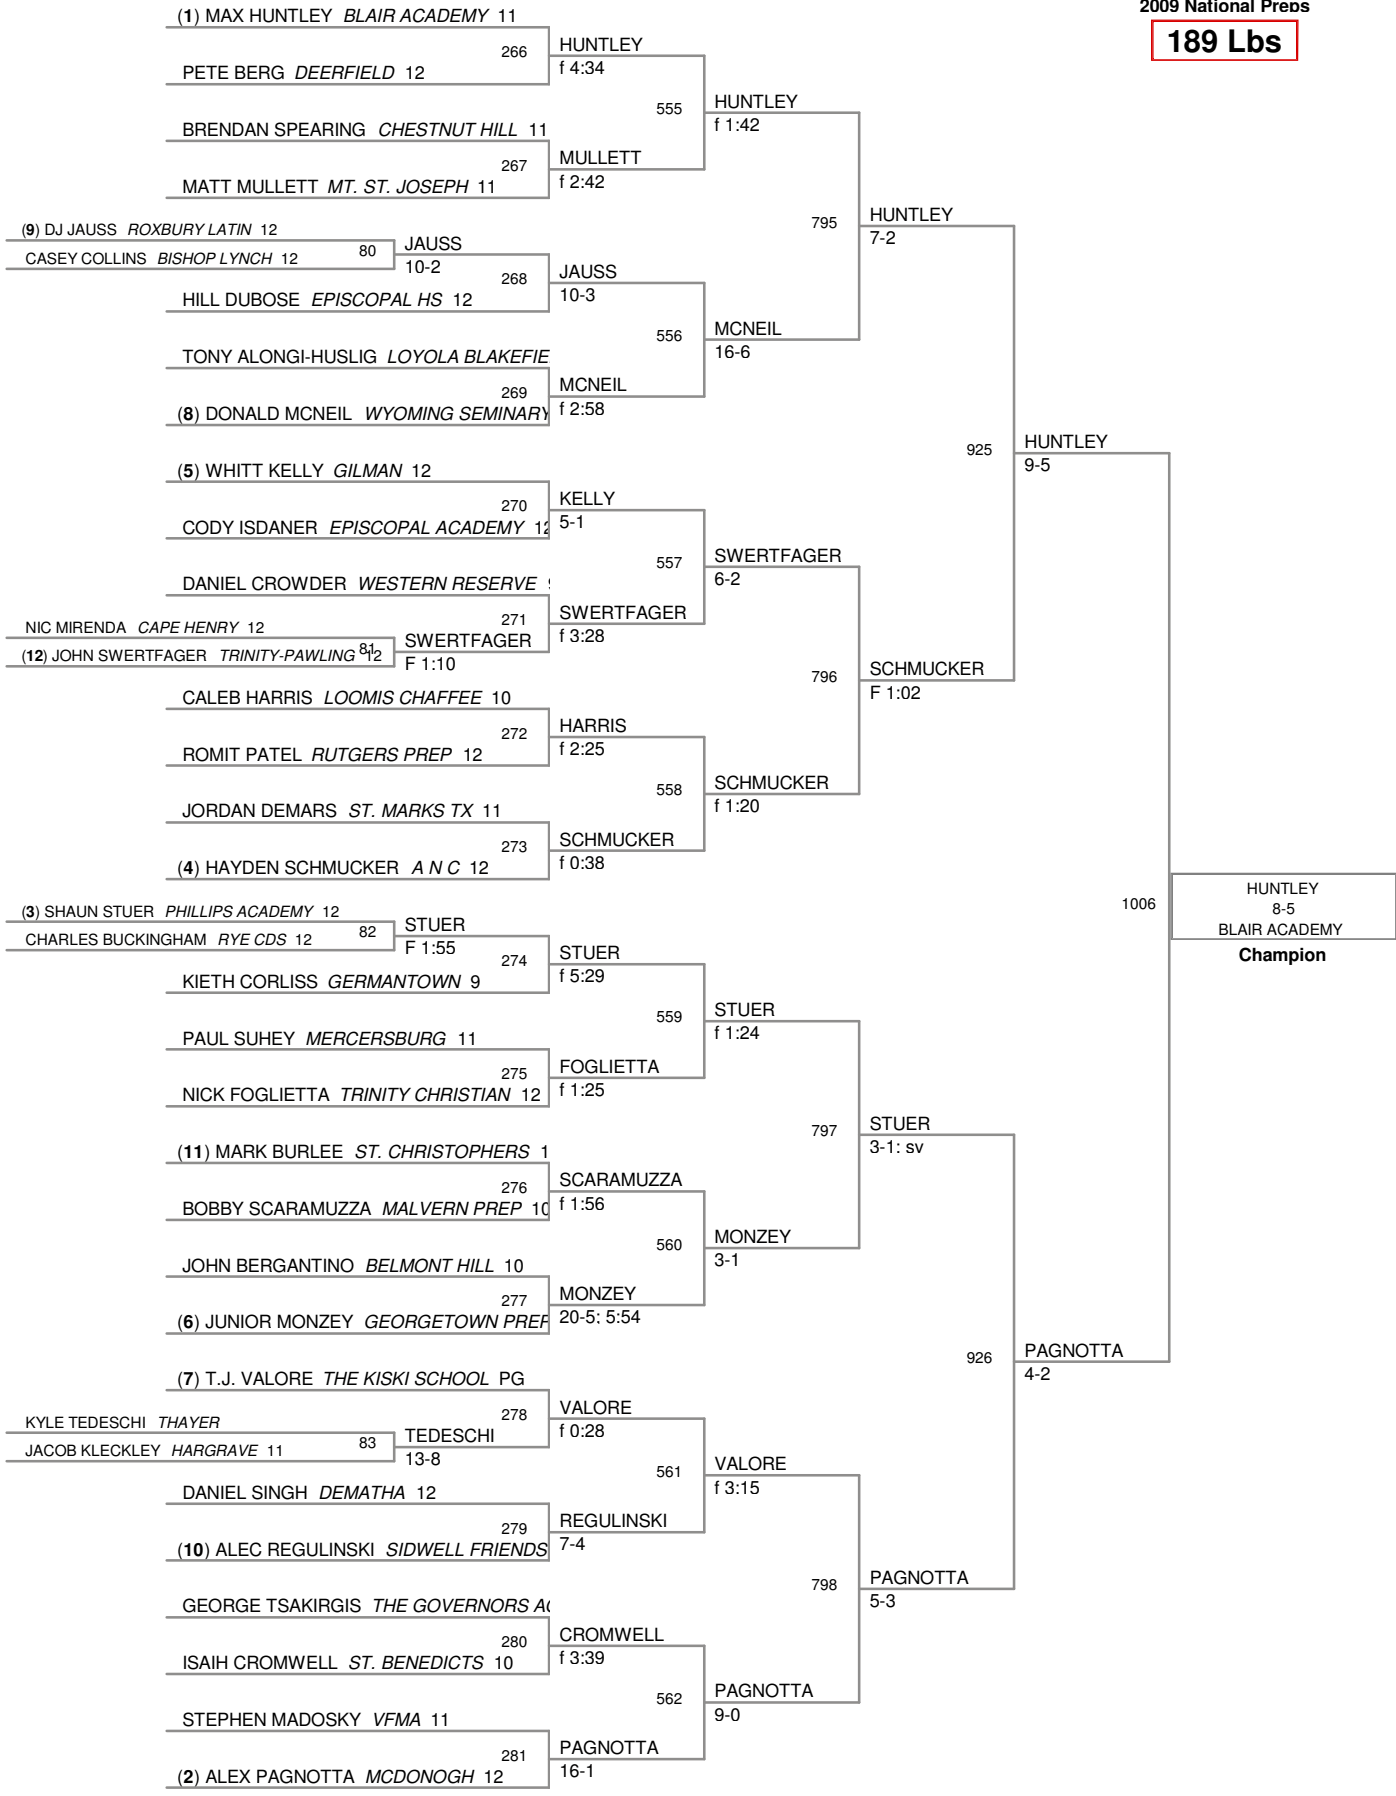 2009 National Preps
189 Lbs
(1) MAX HUNTLEY BLAIR ACADEMY 11
266
HUNTLEY
f 4:34
PETE BERG DEERFIELD 12
555
HUNTLEY
f 1:42
BRENDAN SPEARING CHESTNUT HILL 11
267
MULLETT
f 2:42
MATT MULLETT MT. ST. JOSEPH 11
795
HUNTLEY
7-2
(9) DJ JAUSS ROXBURY LATIN 12
80
JAUSS
10-2
CASEY COLLINS BISHOP LYNCH 12
268
JAUSS
10-3
HILL DUBOSE EPISCOPAL HS 12
556
MCNEIL
16-6
TONY ALONGI-HUSLIG LOYOLA BLAKEFIE
269
MCNEIL
f 2:58
(8) DONALD MCNEIL WYOMING SEMINARY
925
HUNTLEY
9-5
(5) WHITT KELLY GILMAN 12
270
KELLY
5-1
CODY ISDANER EPISCOPAL ACADEMY 12
557
SWERTFAGER
6-2
DANIEL CROWDER WESTERN RESERVE
271
SWERTFAGER
f 3:28
NIC MIRENDA CAPE HENRY 12
81
SWERTFAGER
F 1:10
(12) JOHN SWERTFAGER TRINITY-PAWLING 12
796
SCHMUCKER
F 1:02
CALEB HARRIS LOOMIS CHAFFEE 10
272
HARRIS
f 2:25
ROMIT PATEL RUTGERS PREP 12
558
SCHMUCKER
f 1:20
JORDAN DEMARS ST. MARKS TX 11
273
SCHMUCKER
f 0:38
(4) HAYDEN SCHMUCKER A N C 12
1006
HUNTLEY
8-5
BLAIR ACADEMY
Champion
(3) SHAUN STUER PHILLIPS ACADEMY 12
82
STUER
F 1:55
CHARLES BUCKINGHAM RYE CDS 12
274
STUER
f 5:29
KIETH CORLISS GERMANTOWN 9
559
STUER
f 1:24
PAUL SUHEY MERCERSBURG 11
275
FOGLIETTA
f 1:25
NICK FOGLIETTA TRINITY CHRISTIAN 12
797
STUER
3-1: sv
(11) MARK BURLEE ST. CHRISTOPHERS 1
276
SCARAMUZZA
f 1:56
BOBBY SCARAMUZZA MALVERN PREP 10
560
MONZEY
3-1
JOHN BERGANTINO BELMONT HILL 10
277
MONZEY
20-5: 5:54
(6) JUNIOR MONZEY GEORGETOWN PREP
926
PAGNOTTA
4-2
(7) T.J. VALORE THE KISKI SCHOOL PG
278
VALORE
f 0:28
KYLE TEDESCHI THAYER
83
TEDESCHI
13-8
JACOB KLECKLEY HARGRAVE 11
561
VALORE
f 3:15
DANIEL SINGH DEMATHA 12
279
REGULINSKI
7-4
(10) ALEC REGULINSKI SIDWELL FRIENDS
798
PAGNOTTA
5-3
GEORGE TSAKIRGIS THE GOVERNORS AC
280
CROMWELL
f 3:39
ISAIH CROMWELL ST. BENEDICTS 10
562
PAGNOTTA
9-0
STEPHEN MADOSKY VFMA 11
281
PAGNOTTA
16-1
(2) ALEX PAGNOTTA MCDONOGH 12